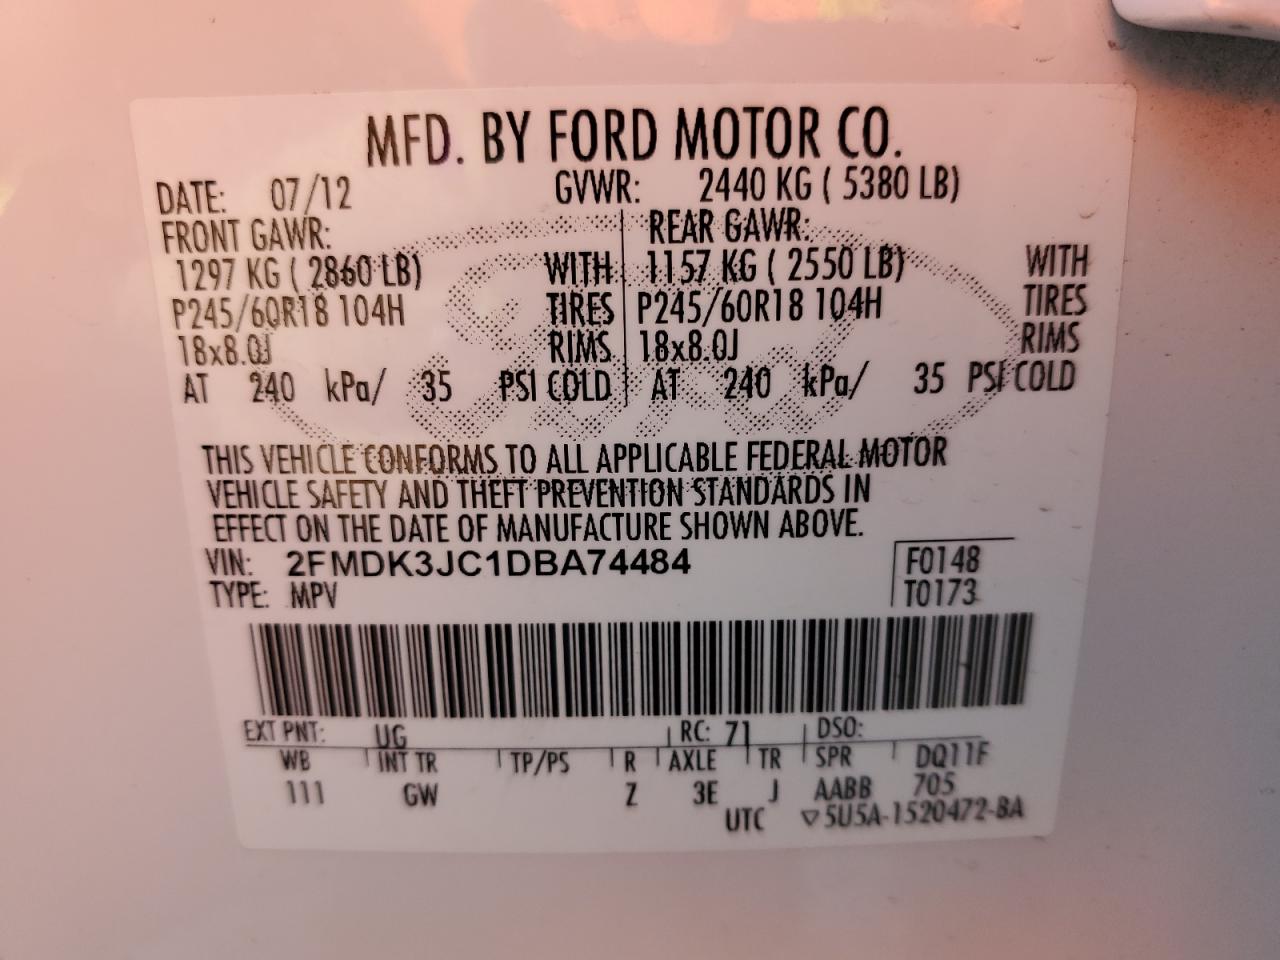 MFD. BY FORD MOTOR CO.
DATE: 07/12 GVWR: 2440 KG ( 5380 LB)
FRONT GAWR: REAR GAWR:
1297 KG ( 2860 LB) WITH 1157 KG ( 2550 LB) WITH
P245/60R18 104H TIRES P245/60R18 104H TIRES
18x8.0J RIMS 18x8.0J RIMS
AT 240 kPa/ 35 PSI COLD AT 240 kPa/ 35 PSI COLD
Ford
THIS VEHICLE CONFORMS TO ALL APPLICABLE FEDERAL MOTOR
VEHICLE SAFETY AND THEFT PREVENTION STANDARDS IN
EFFECT ON THE DATE OF MANUFACTURE SHOWN ABOVE.
VIN: 2FMDK3JC1DBA74484 F0148
TYPE: MPV T0173
EXT PNT: UG RC: 71 DSO:
WB INT TR TP/PS R AXLE TR SPR DQ11F
111 GW Z 3E J AABB 705
UTC ▽5U5A-1520472-BA